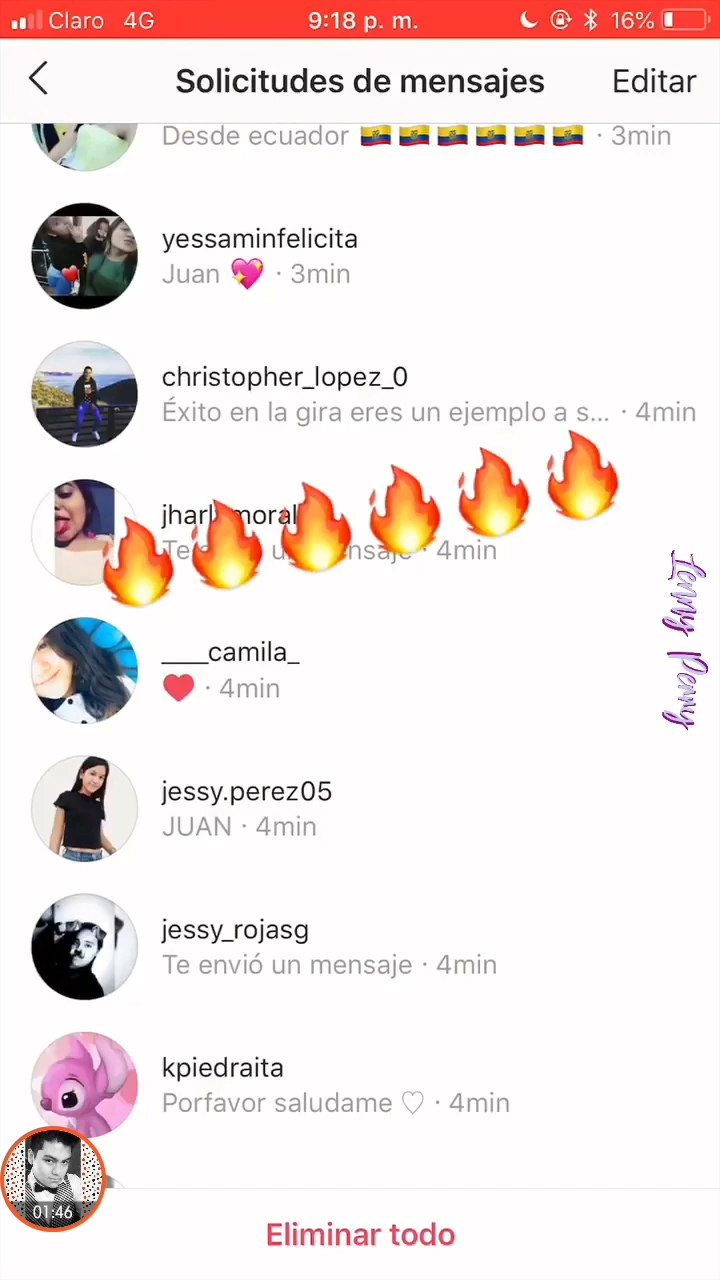 Claro 4G 9:18 p. m. 16%
Solicitudes de mensajes Editar
Desde ecuador 🇪🇨🇪🇨🇪🇨🇪🇨🇪🇨🇪🇨 · 3min
yessaminfelicita
Juan 💖 · 3min
christopher_lopez_0
Éxito en la gira eres un ejemplo a s... · 4min
Te · 4min
____camila_
❤️ · 4min
jessy.perez05
JUAN · 4min
jessy_rojasg
Te envió un mensaje · 4min
kpiedraita
Porfavor saludame ♡ · 4min
01:46
Eliminar todo
Lenny Penny